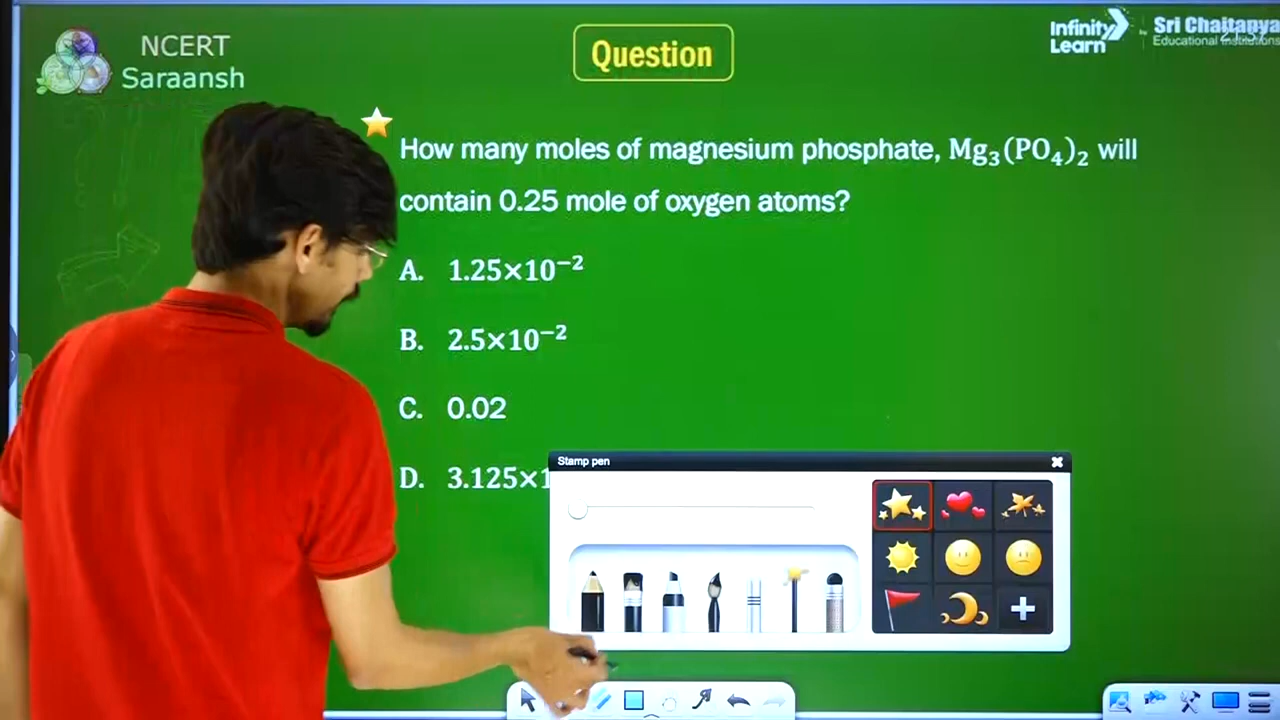 NCERT
Saraansh
Question
Infinity
Learn
by
Sri Chaitanya
Educational Institutions
How many moles of magnesium phosphate, Mg₃(PO₄)₂ will
contain 0.25 mole of oxygen atoms?
A. 1.25×10⁻²
B. 2.5×10⁻²
C. 0.02
D. 3.125×1
Stamp pen